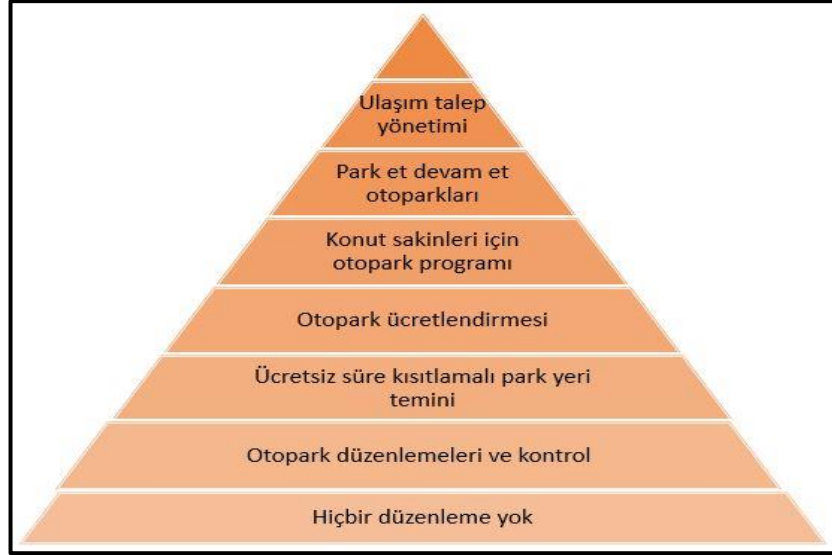 Ulaşım talep
yönetimi
Park et devam et
otoparkları
Konut sakinleri için
otopark programı
Otopark ücretlendirmesi
Ücretsiz süre kısıtlamalı park yeri
temini
Otopark düzenlemeleri ve kontrol
Hiçbir düzenleme yok